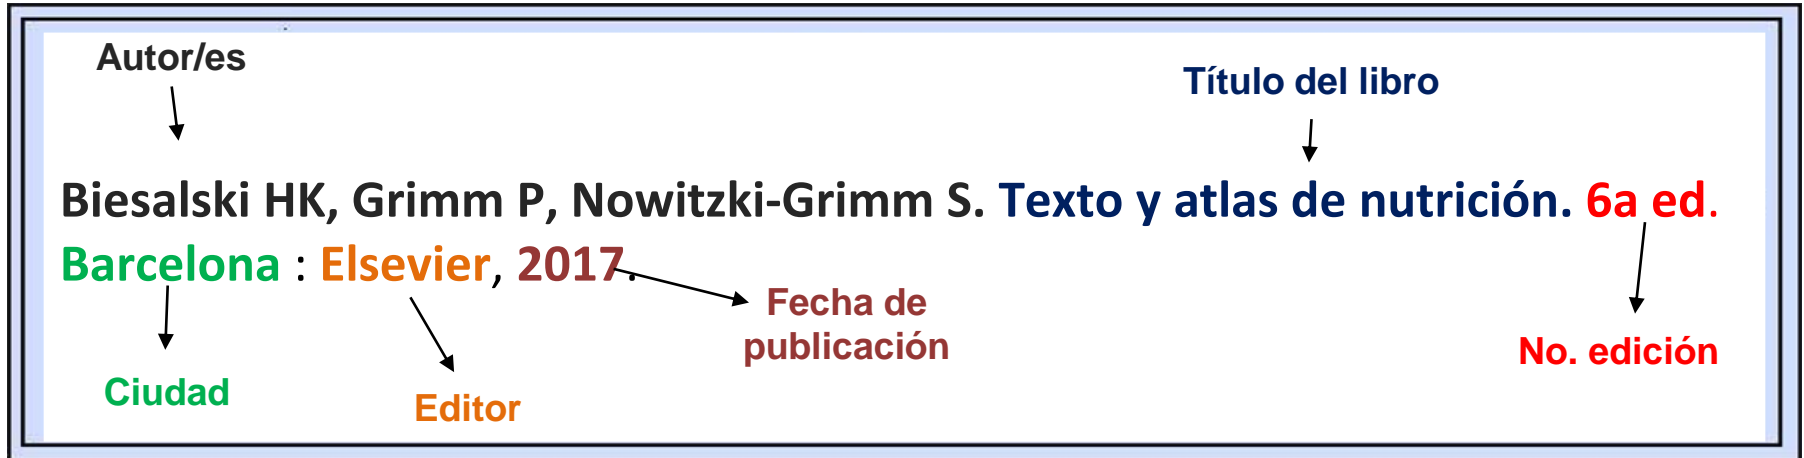 Autor/es
Título del libro
Biesalski HK, Grimm P, Nowitzki-Grimm S. Texto y atlas de nutrición. 6a ed.
Barcelona : Elsevier, 2017.
Fecha de
publicación
No. edición
Ciudad
Editor